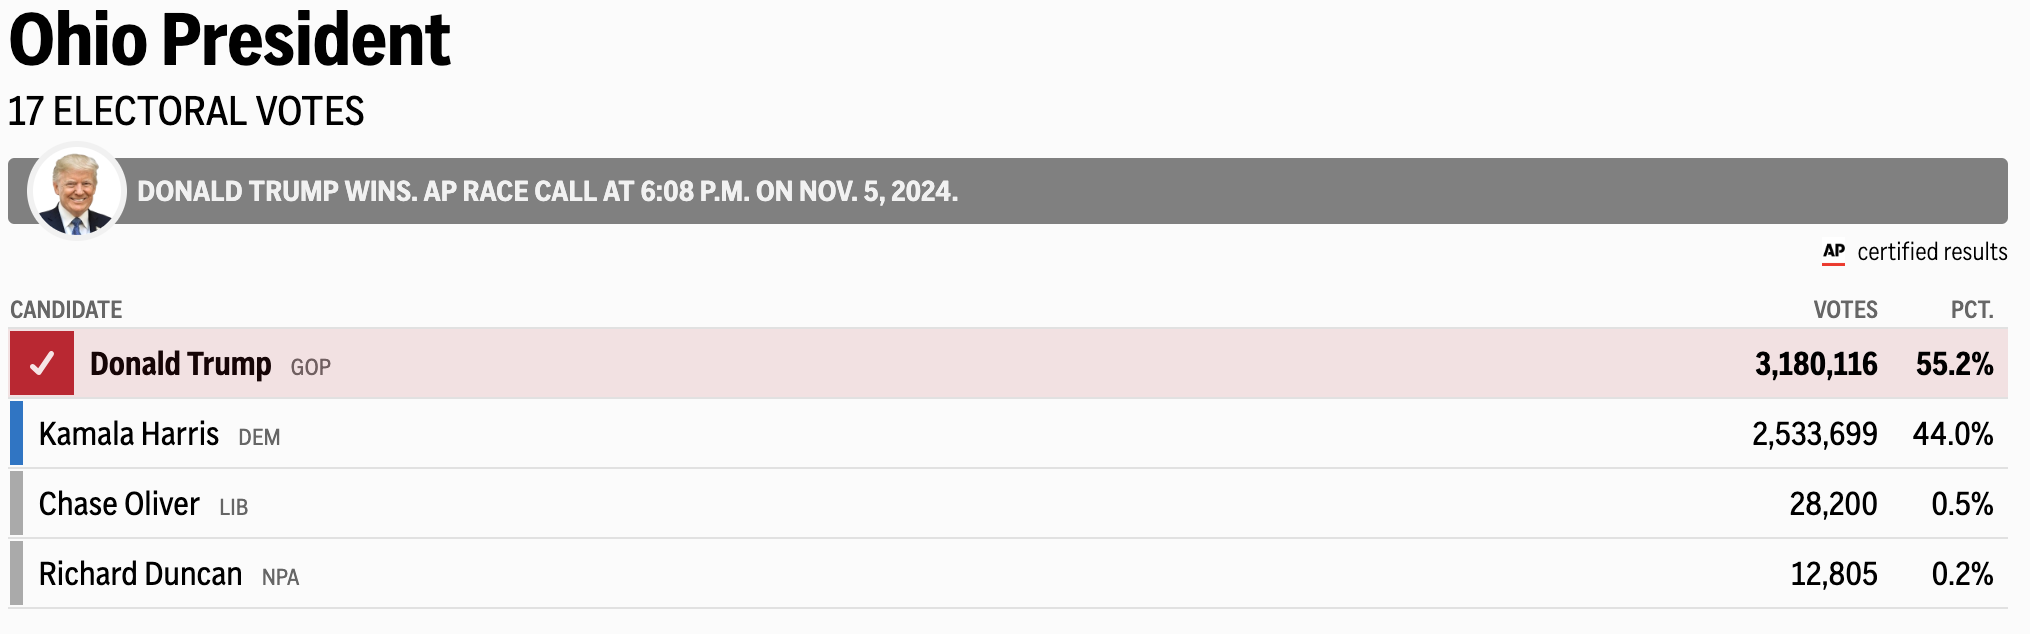 Ohio President
17 ELECTORAL VOTES
DONALD TRUMP WINS. AP RACE CALL AT 6:08 P.M. ON NOV. 5, 2024.
AP certified results
CANDIDATE VOTES PCT.
Donald Trump GOP 3,180,116 55.2%
Kamala Harris DEM 2,533,699 44.0%
Chase Oliver LIB 28,200 0.5%
Richard Duncan NPA 12,805 0.2%